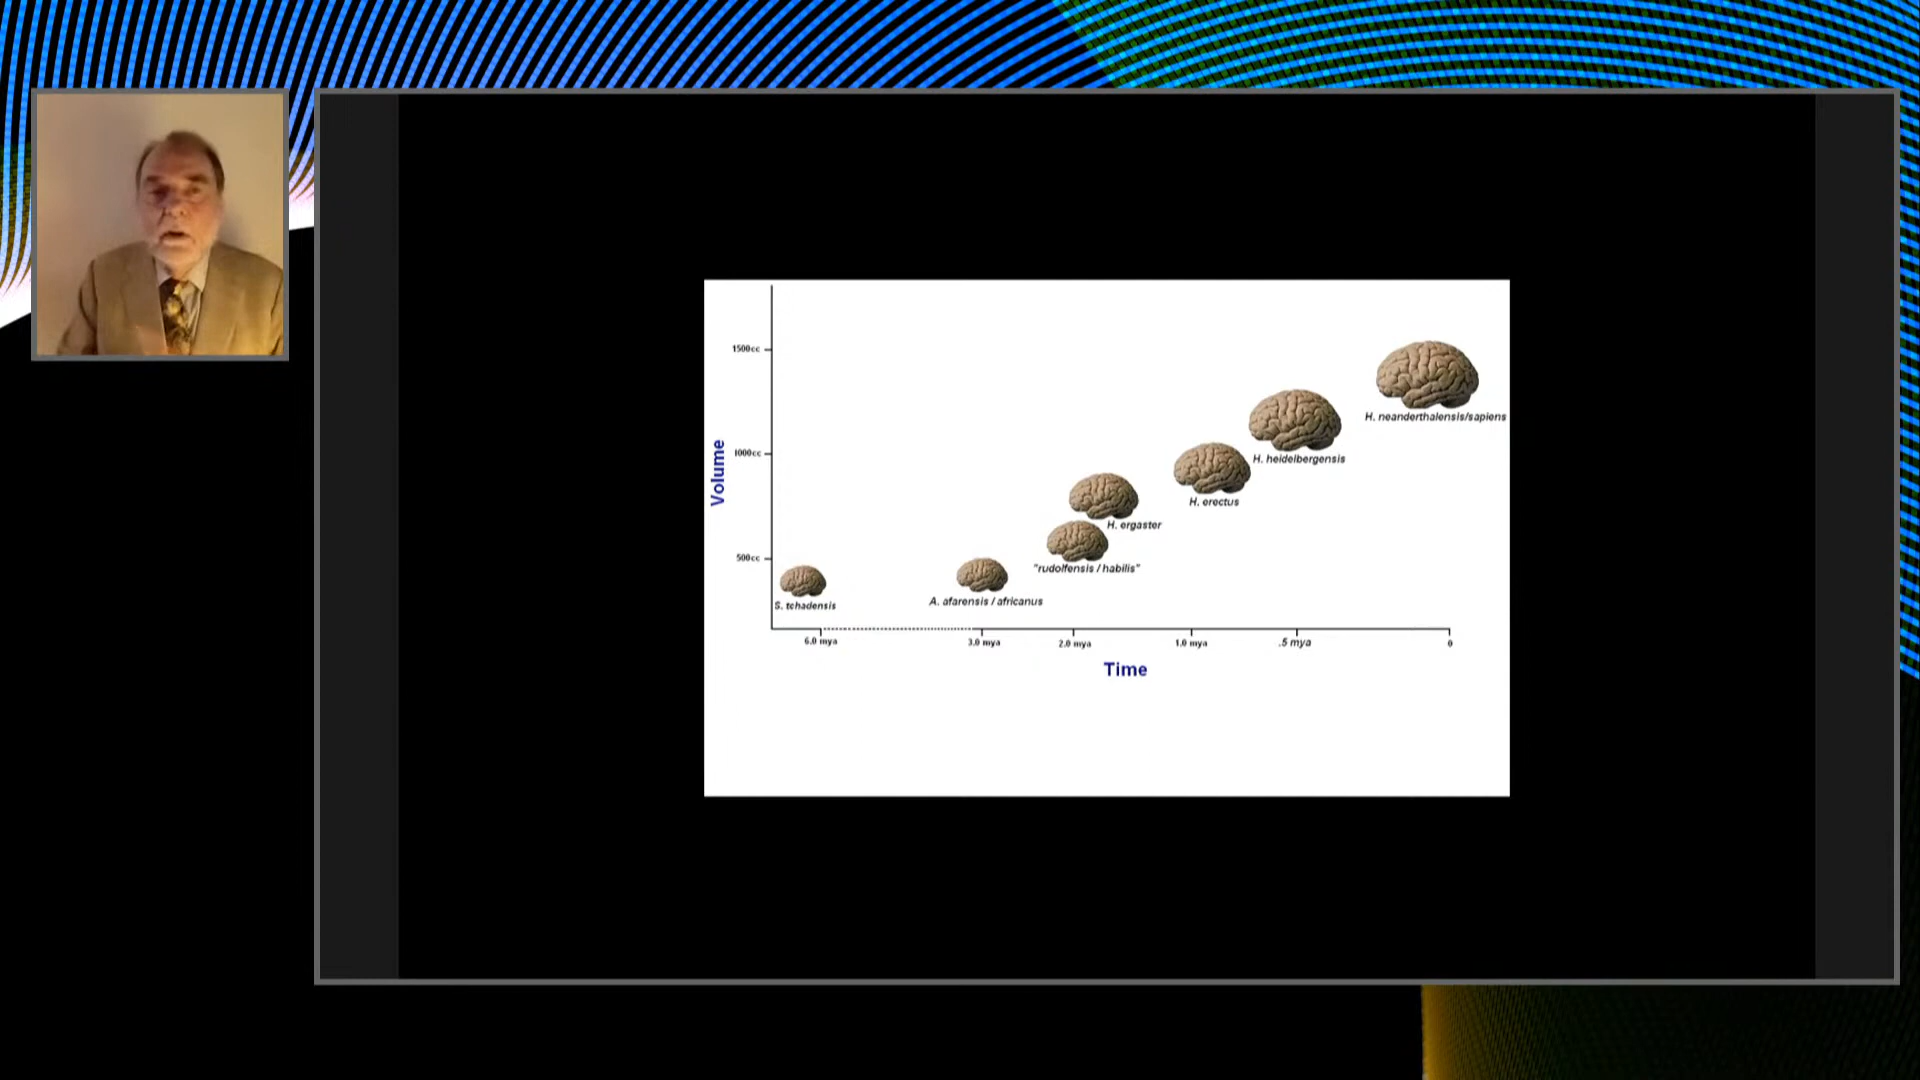 1500cc
H. neanderthalensis/sapiens
1000cc
H. heidelbergensis
Volume
H. erectus
H. ergaster
500cc
"rudolfensis / habilis"
A. afarensis / africanus
S. tchadensis
6.0 mya
3.0 mya
2.0 mya
1.0 mya
.5 mya
0
Time